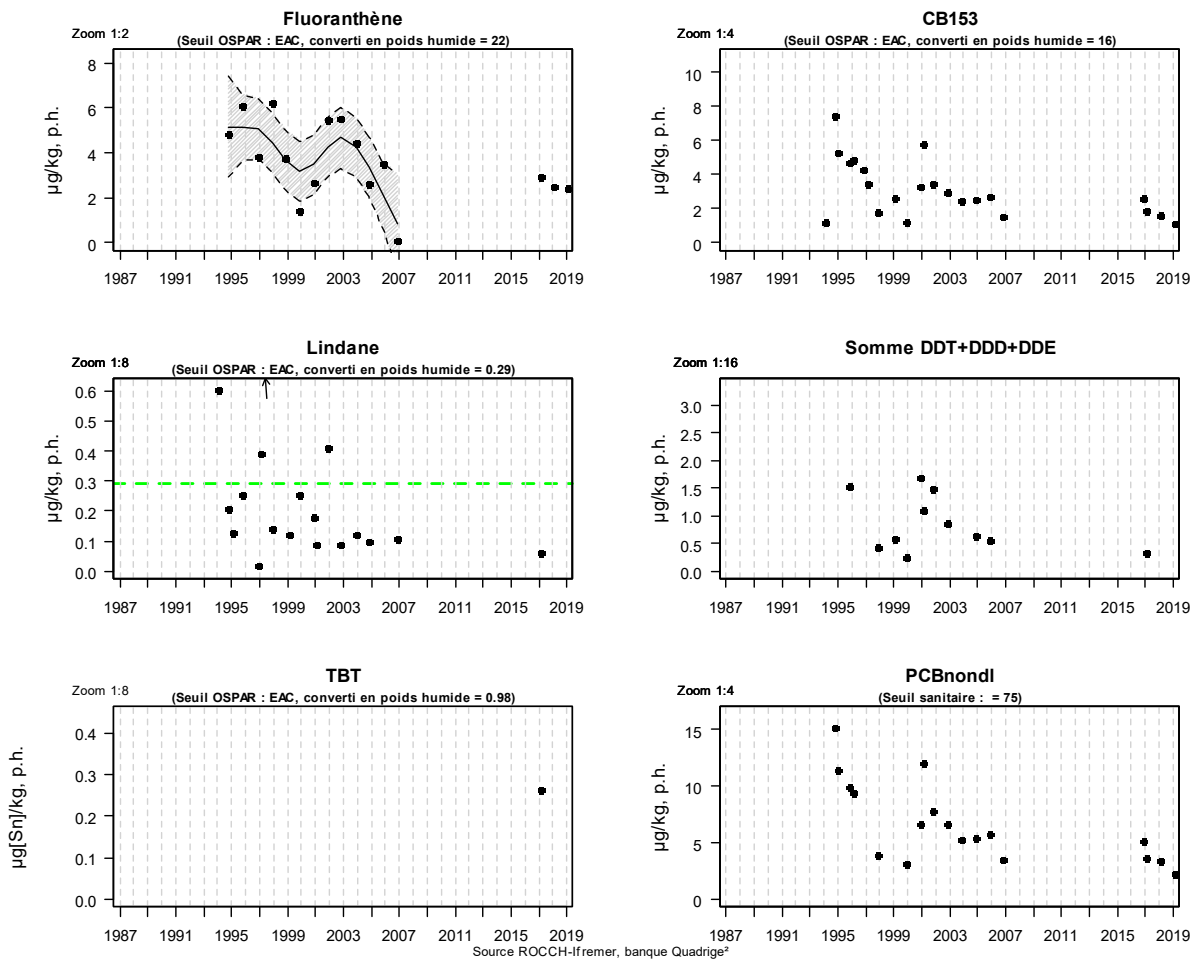 Fluoranthène
Zoom 1:2
(Seuil OSPAR : EAC, converti en poids humide = 22)
µg/kg, p.h.
8
6
4
2
0
1987 1991 1995 1999 2003 2007 2011 2015 2019
CB153
Zoom 1:4
(Seuil OSPAR : EAC, converti en poids humide = 16)
µg/kg, p.h.
10
8
6
4
2
0
1987 1991 1995 1999 2003 2007 2011 2015 2019
Lindane
Zoom 1:8
(Seuil OSPAR : EAC, converti en poids humide = 0.29)
µg/kg, p.h.
0.6
0.5
0.4
0.3
0.2
0.1
0.0
1987 1991 1995 1999 2003 2007 2011 2015 2019
Somme DDT+DDD+DDE
Zoom 1:16
µg/kg, p.h.
3.0
2.5
2.0
1.5
1.0
0.5
0.0
1987 1991 1995 1999 2003 2007 2011 2015 2019
TBT
Zoom 1:8
(Seuil OSPAR : EAC, converti en poids humide = 0.98)
µg[Sn]/kg, p.h.
0.4
0.3
0.2
0.1
0.0
1987 1991 1995 1999 2003 2007 2011 2015 2019
PCBnondl
Zoom 1:4
(Seuil sanitaire : = 75)
µg/kg, p.h.
15
10
5
0
1987 1991 1995 1999 2003 2007 2011 2015 2019
Source ROCCH-Ifremer, banque Quadrige²